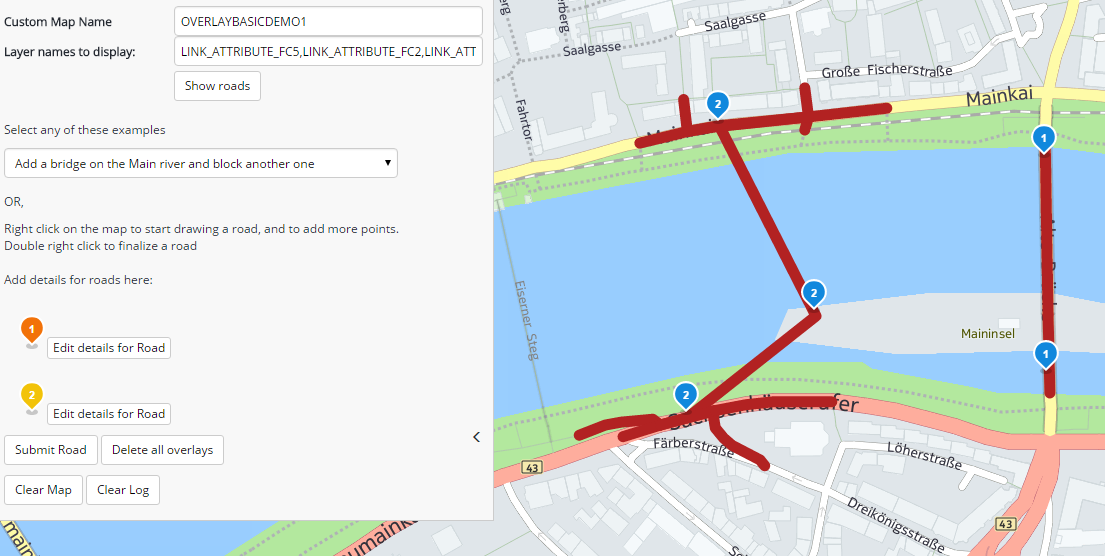 Custom Map Name
OVERLAYBASICDEMO1
Layer names to display:
LINK_ATTRIBUTE_FC5,LINK_ATTRIBUTE_FC2,LINK_ATT
Show roads
Select any of these examples
Add a bridge on the Main river and block another one
OR,
Right click on the map to start drawing a road, and to add more points.
Double right click to finalize a road
Add details for roads here:
1
Edit details for Road
2
Edit details for Road
Submit Road
Delete all overlays
Clear Map
Clear Log
Saalgasse
Saalgasse
Große Fischerstraße
Mainkai
Fahrtor
2
1
Eiserner Steg
2
Maininsel
1
2
Färberstraße
Löherstraße
43
Dreikönigsstraße
43